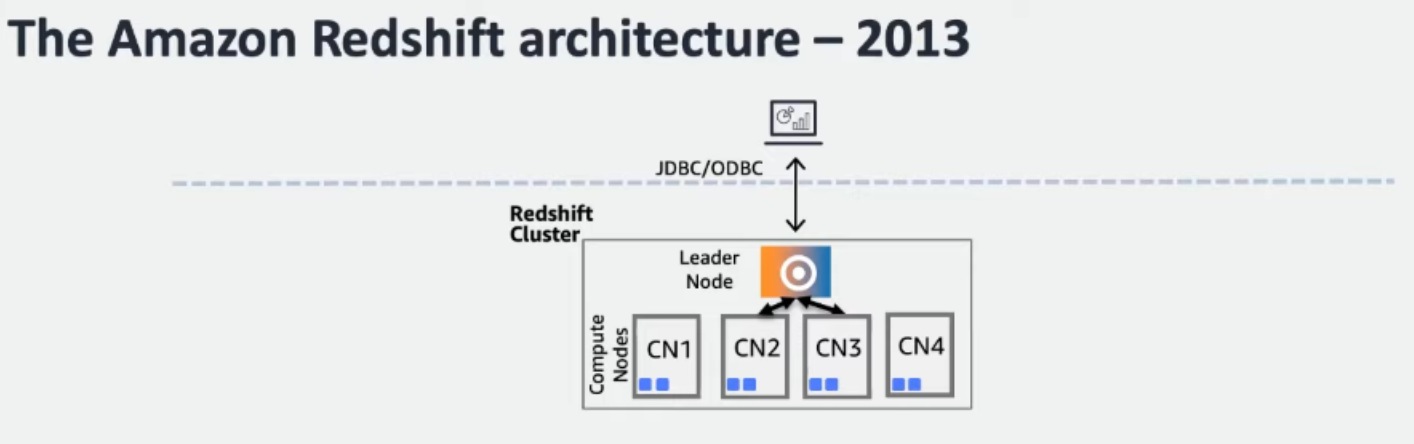 The Amazon Redshift architecture – 2013
JDBC/ODBC
Redshift
Cluster
Leader
Node
Compute
Nodes
CN1
CN2
CN3
CN4